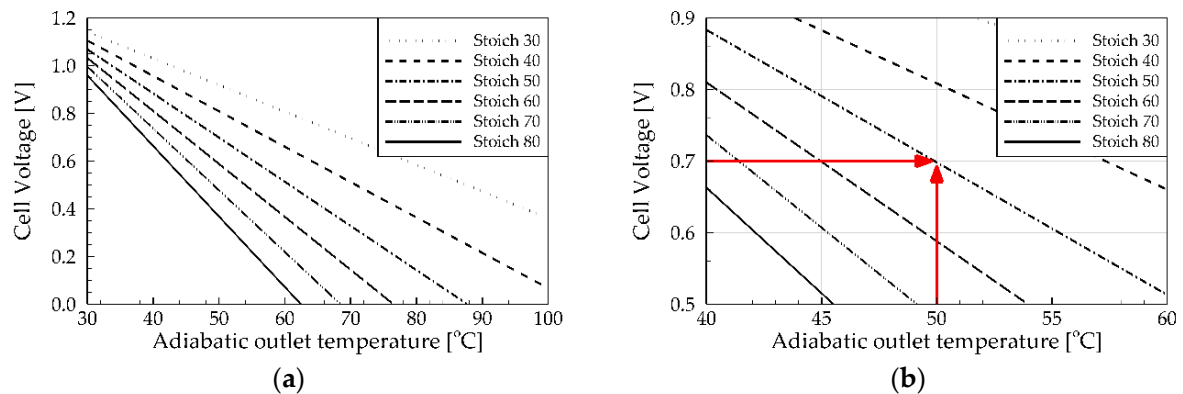 1.2
1.0
0.8
0.6
0.4
0.2
0.0
Cell Voltage [V]
30 40 50 60 70 80 90 100
Adiabatic outlet temperature [°C]
Stoich 30
Stoich 40
Stoich 50
Stoich 60
Stoich 70
Stoich 80
(a)
0.9
0.8
0.7
0.6
0.5
Cell Voltage [V]
40 45 50 55 60
Adiabatic outlet temperature [°C]
Stoich 30
Stoich 40
Stoich 50
Stoich 60
Stoich 70
Stoich 80
(b)